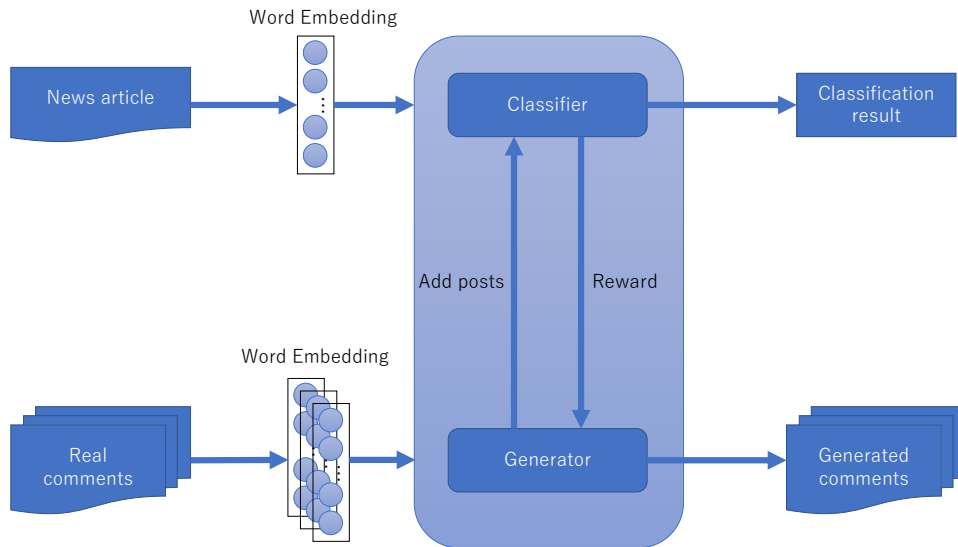 Word Embedding
News article
Classifier
Classification
result
Add posts
Reward
Word Embedding
Real
comments
Generator
Generated
comments